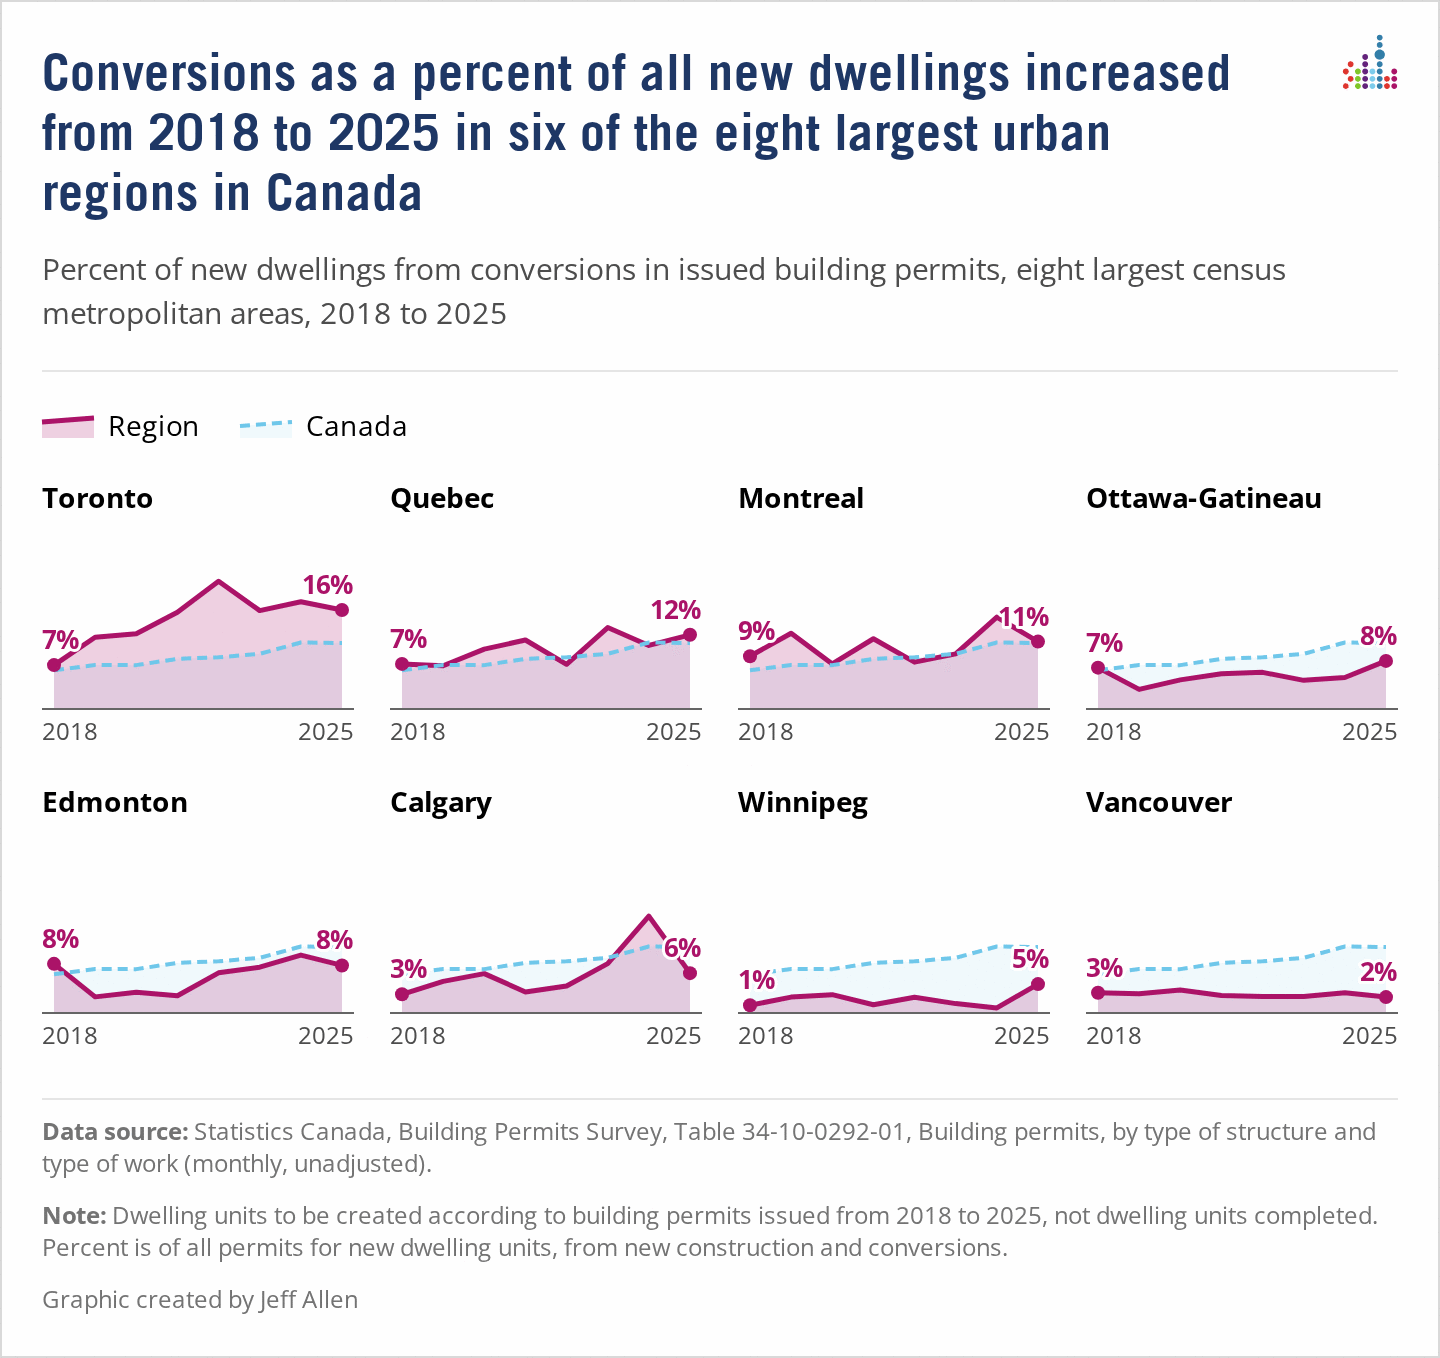 Conversions as a percent of all new dwellings increased
from 2018 to 2025 in six of the eight largest urban
regions in Canada
Percent of new dwellings from conversions in issued building permits, eight largest census
metropolitan areas, 2018 to 2025
Region Canada
Toronto Quebec Montreal Ottawa-Gatineau
7% 16% 7% 12% 9% 11% 7% 8%
2018 2025 2018 2025 2018 2025 2018 2025
Edmonton Calgary Winnipeg Vancouver
8% 8% 3% 6% 1% 5% 3% 2%
2018 2025 2018 2025 2018 2025 2018 2025
Data source: Statistics Canada, Building Permits Survey, Table 34-10-0292-01, Building permits, by type of structure and
type of work (monthly, unadjusted).
Note: Dwelling units to be created according to building permits issued from 2018 to 2025, not dwelling units completed.
Percent is of all permits for new dwelling units, from new construction and conversions.
Graphic created by Jeff Allen